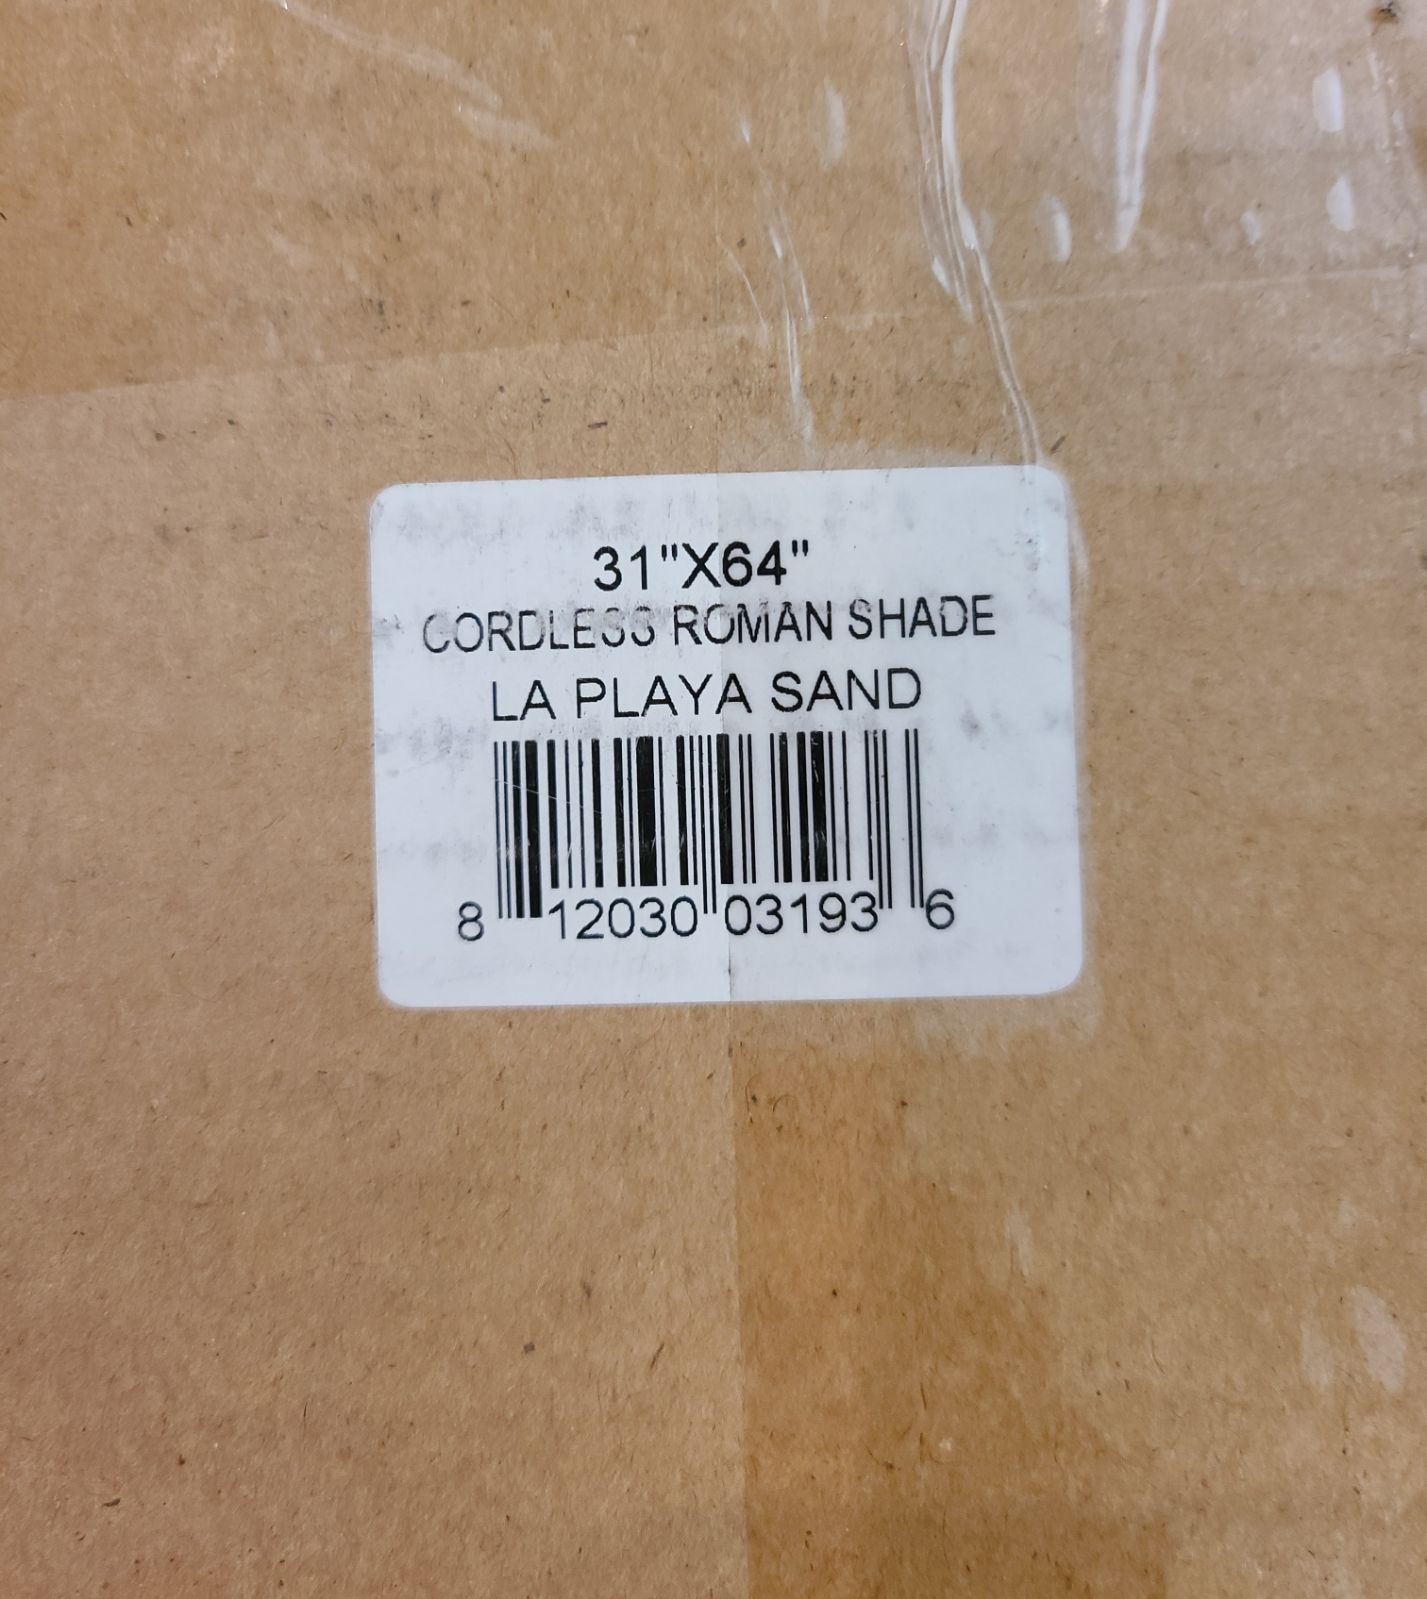 31"X64"
CORDLESS ROMAN SHADE
LA PLAYA SAND
8 12030 03193 6